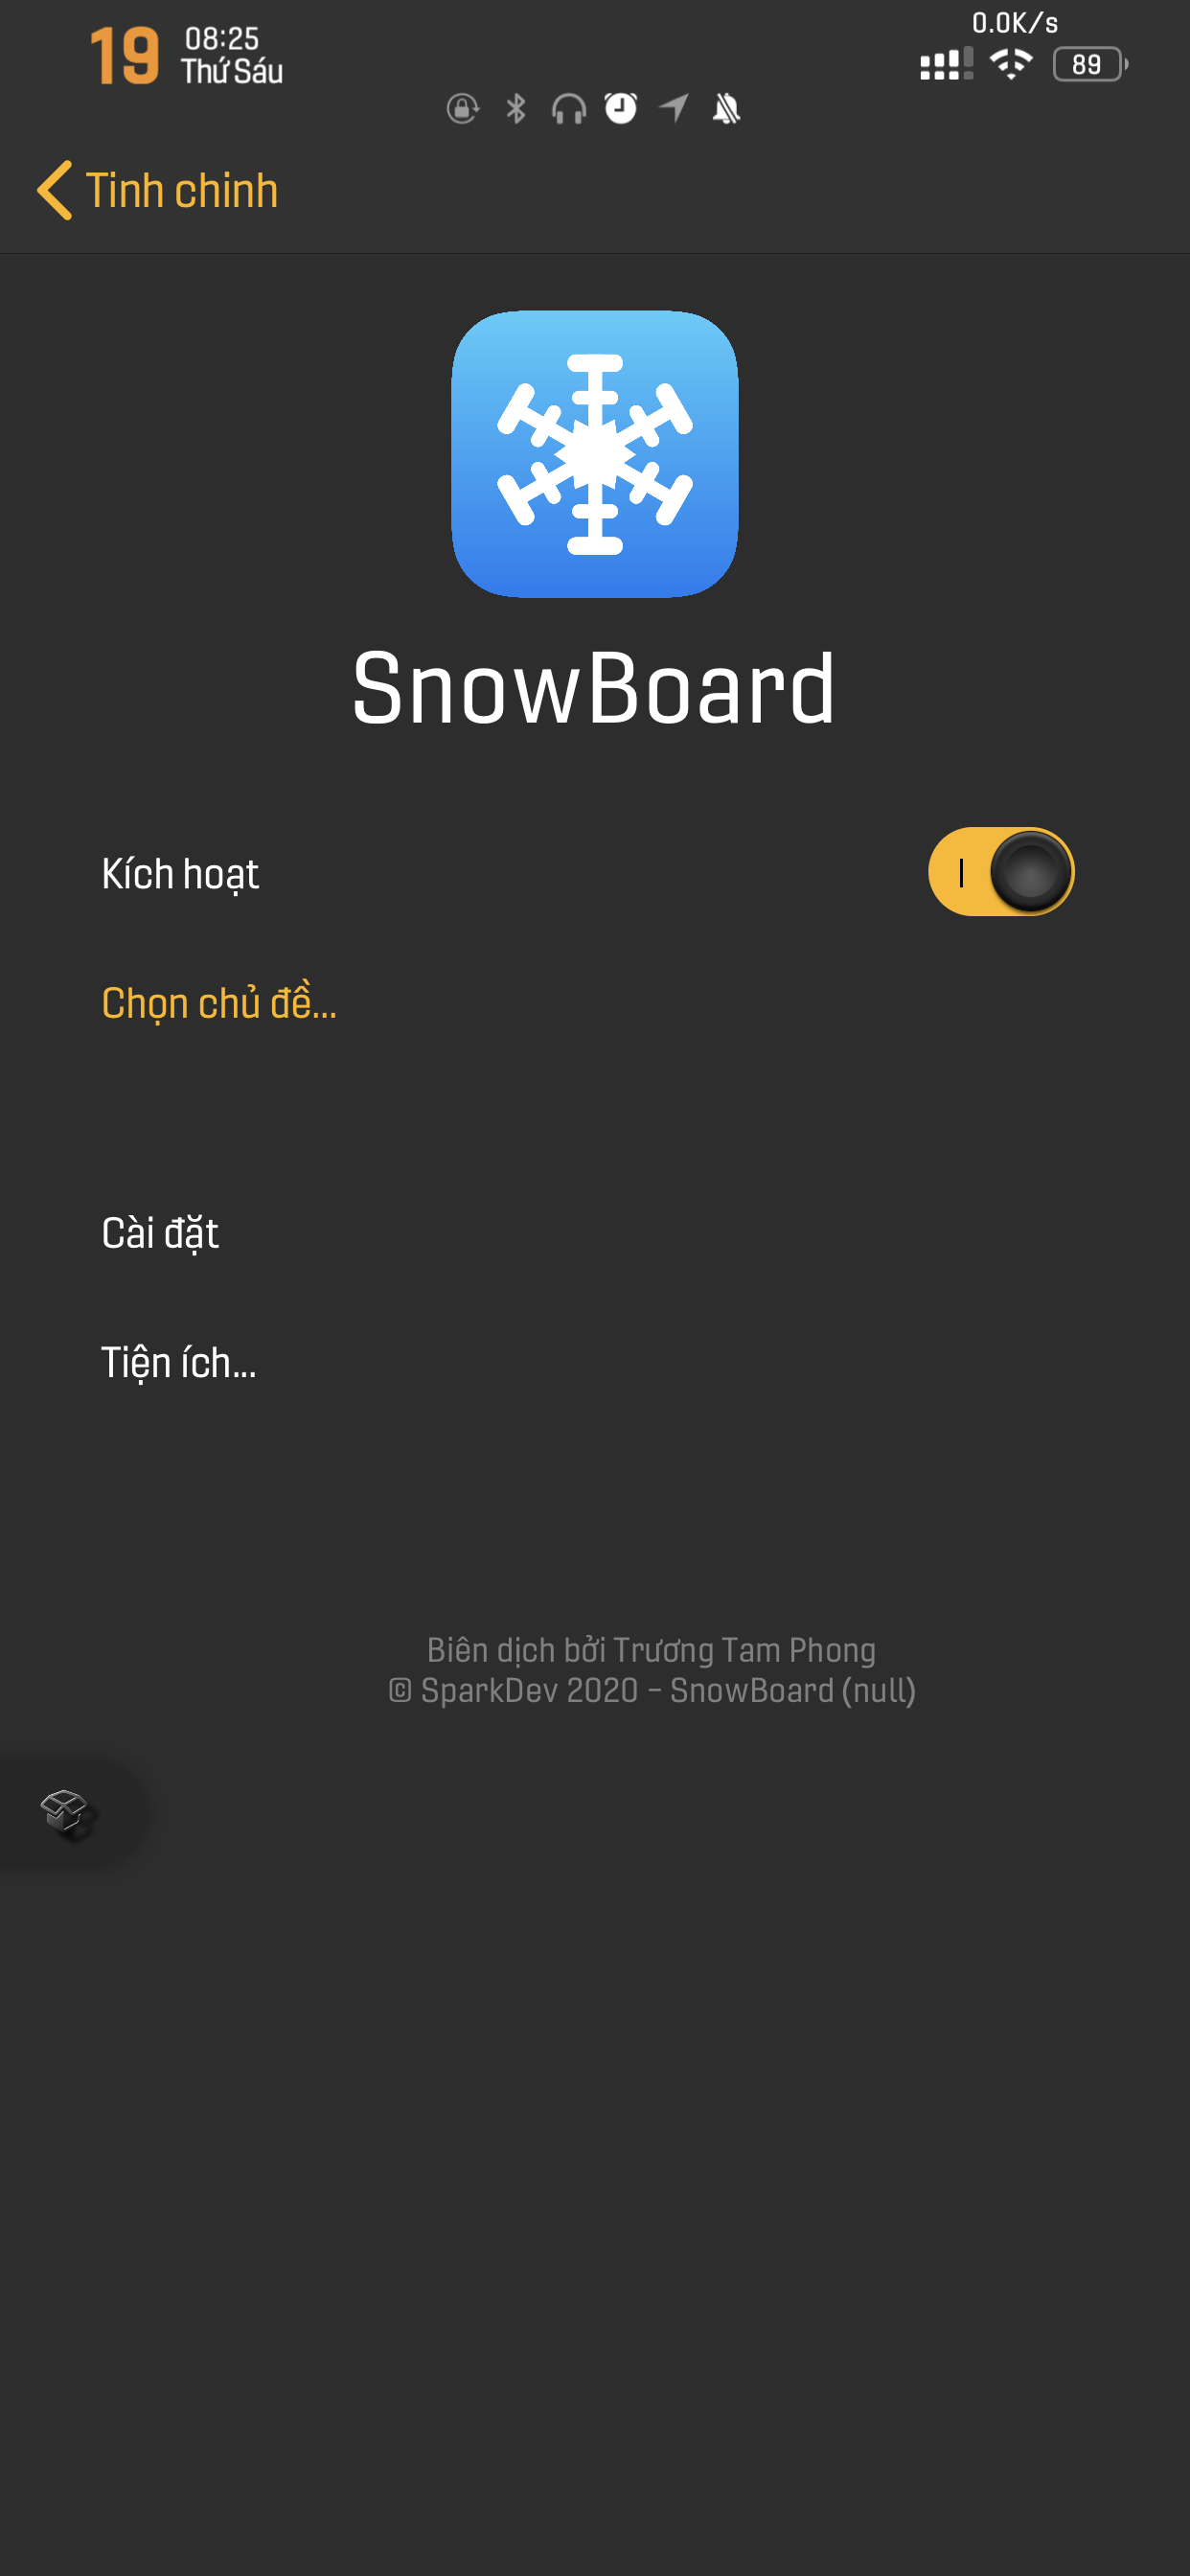 0.0K/s
19 08:25
Thứ Sáu
89
Tinh chinh
SnowBoard
Kích hoạt
Chọn chủ đề...
Cài đặt
Tiện ích...
Biên dịch bởi Trương Tam Phong
© SparkDev 2020 - SnowBoard (null)